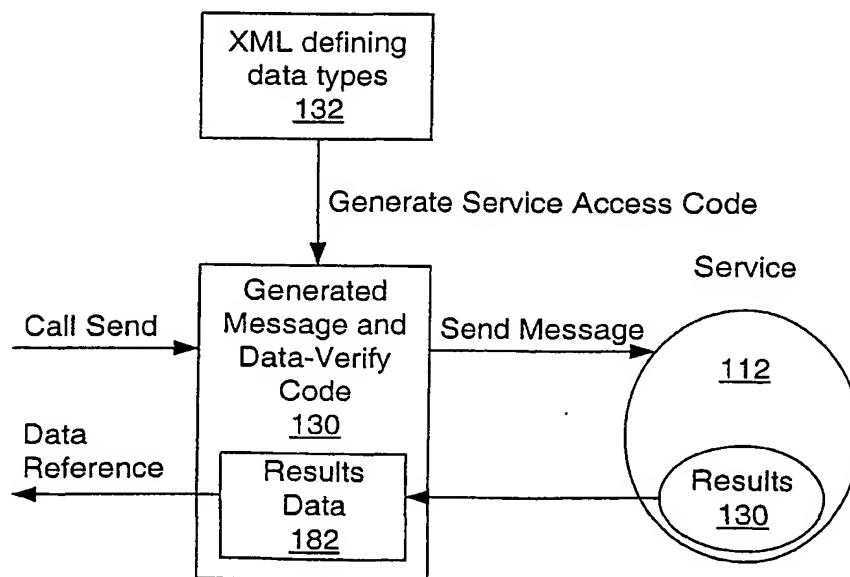 XML defining
data types
132
Generate Service Access Code
Service
Generated
Message and
Data-Verify
Code
130
Call Send
Send Message
112
Data
Reference
Results
Data
182
Results
130